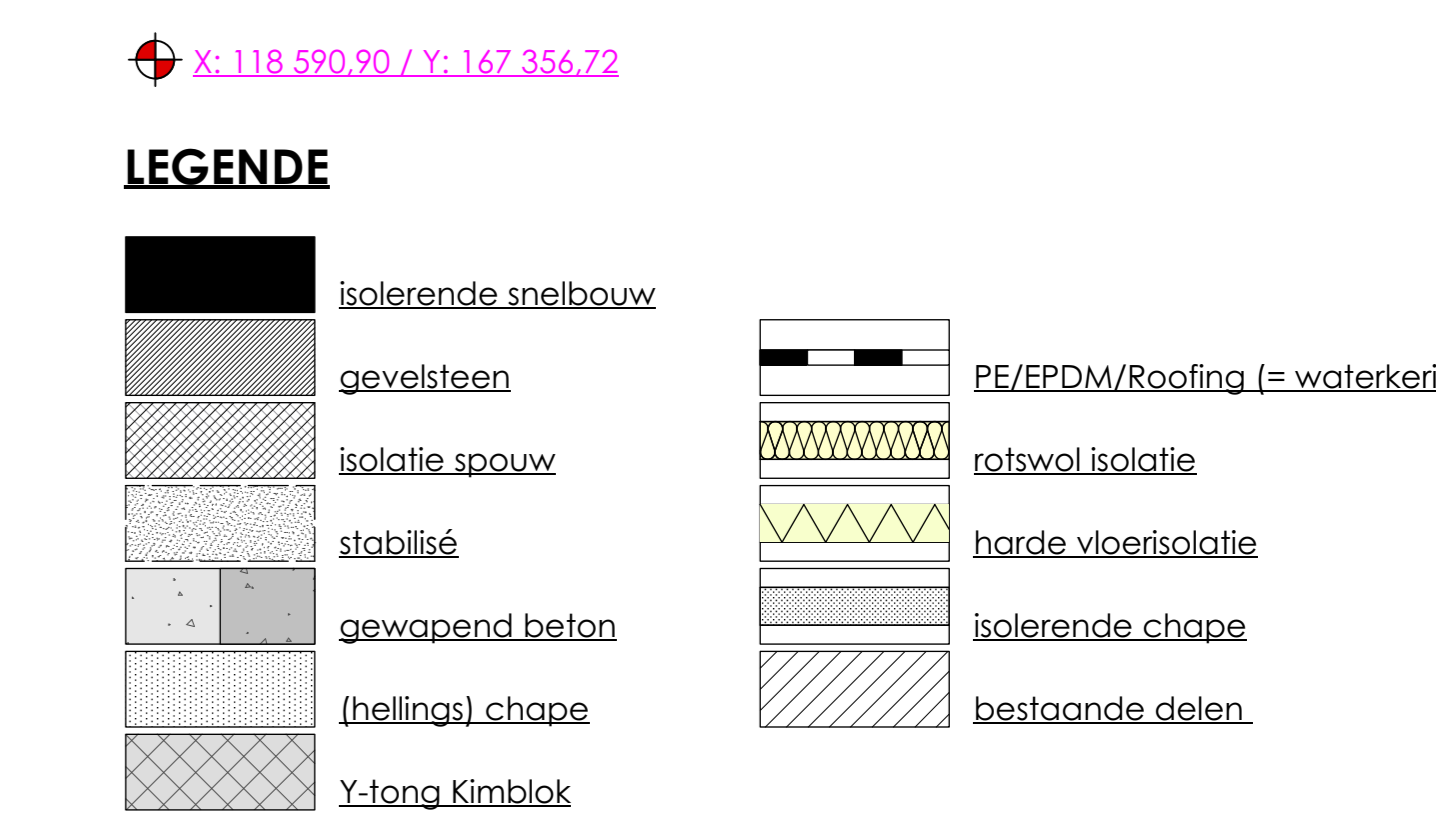 X: 118 590,90 / Y: 167 356,72
LEGENDE
isolerende snelbouw
gevelsteen
isolatie spouw
stabilisé
gewapend beton
(hellings) chape
Y-tong Kimblok
PE/EPDM/Roofing (= waterkeri
rotswol isolatie
harde vloerisolatie
isolerende chape
bestaande delen